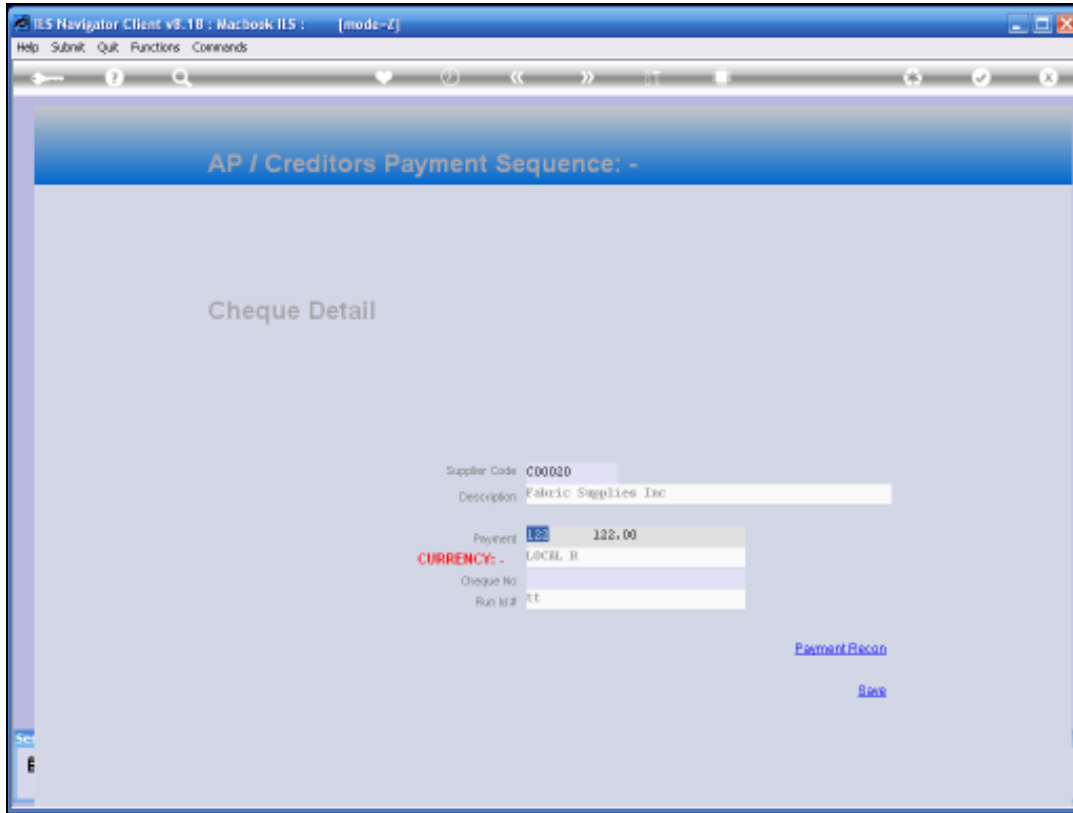 IES Navigator Client v8.18 : Macbook IES :   [mode-Z]
Help Submit Quit Functions Commands
AP / Creditors Payment Sequence: -
Cheque Detail
Supplier Code C00020
Description Fabric Supplies Inc
Payment 122 122.00
CURRENCY: - LOCAL R
Cheque No
Run Id# tt
Payment Recon
Save